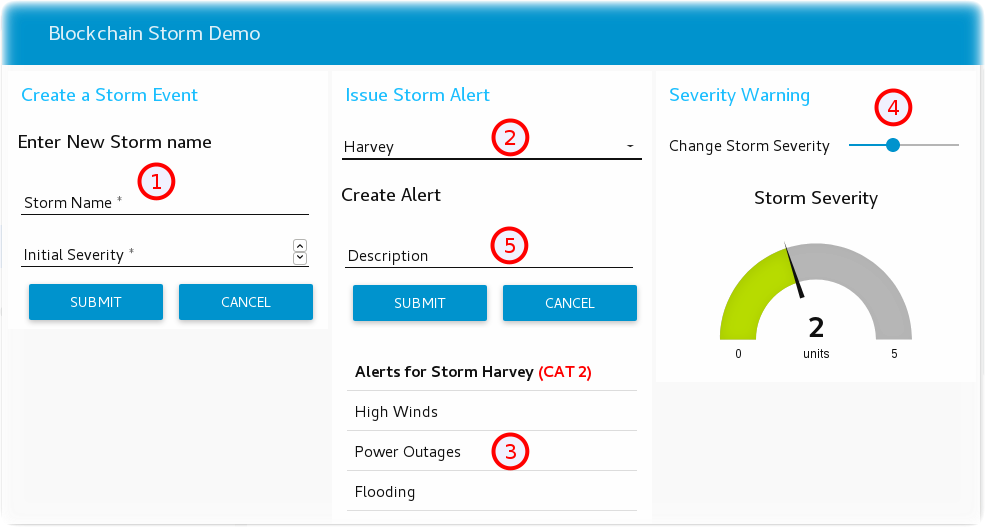 Blockchain Storm Demo
Create a Storm Event
Enter New Storm name
1
Storm Name *
Initial Severity *
SUBMIT CANCEL
Issue Storm Alert
2
Harvey
Create Alert
5
Description
SUBMIT CANCEL
Alerts for Storm Harvey (CAT 2)
High Winds
Power Outages 3
Flooding
Severity Warning
4
Change Storm Severity
Storm Severity
2
0 units 5